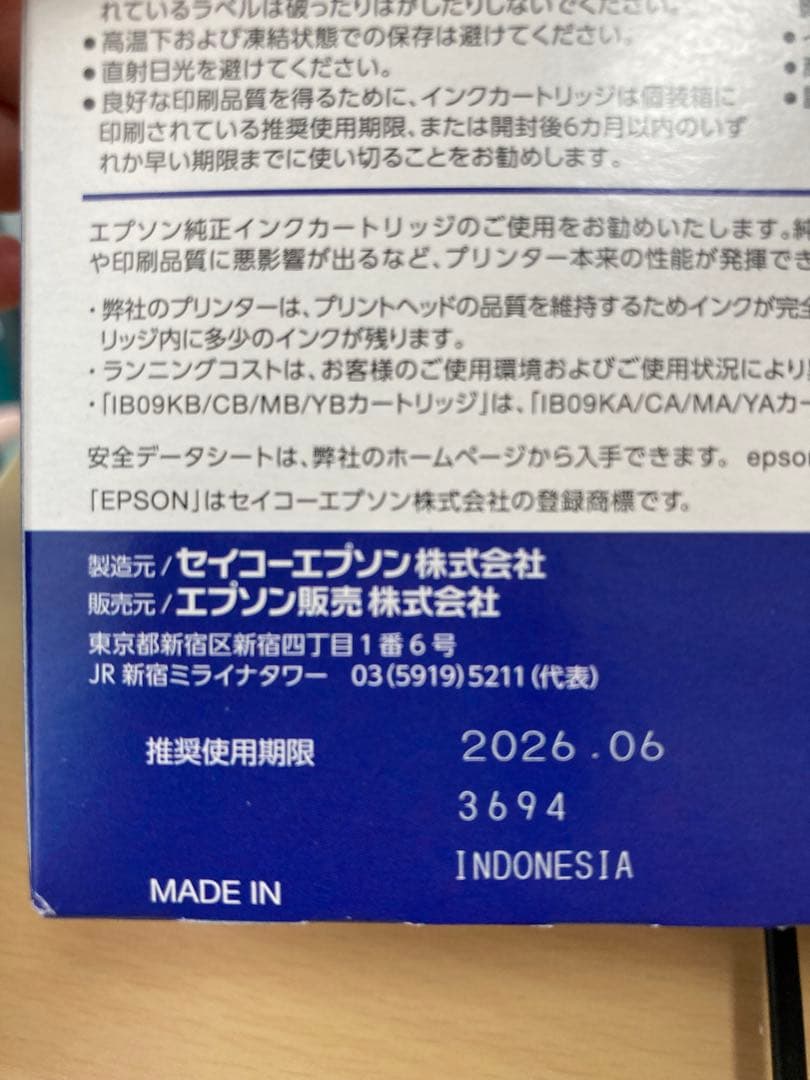 れているラベルは破ったりはがしたりしないでください。
●高温下および凍結状態での保存は避けてください。
●直射日光を避けてください。
●良好な印刷品質を得るために、インクカートリッジは個装箱に
印刷されている推奨使用期限、または開封後6カ月以内のいず
れか早い期限までに使い切ることをお勧めします。
エプソン純正インクカートリッジのご使用をお勧めいたします。純
や印刷品質に悪影響が出るなど、プリンター本来の性能が発揮でき
・弊社のプリンターは、プリントヘッドの品質を維持するためインクが完全
リッジ内に多少のインクが残ります。
・ランニングコストは、お客様のご使用環境およびご使用状況により
・「IB09KB/CB/MB/YBカートリッジ」は、「IB09KA/CA/MA/YAカー
安全データシートは、弊社のホームページから入手できます。 epson
「EPSON」はセイコーエプソン株式会社の登録商標です。
製造元/セイコーエプソン株式会社
販売元/エプソン販売株式会社
東京都新宿区新宿四丁目1番6号
JR新宿ミライナタワー 03(5919)5211(代表)
推奨使用期限 2026.06
3694
INDONESIA
MADE IN